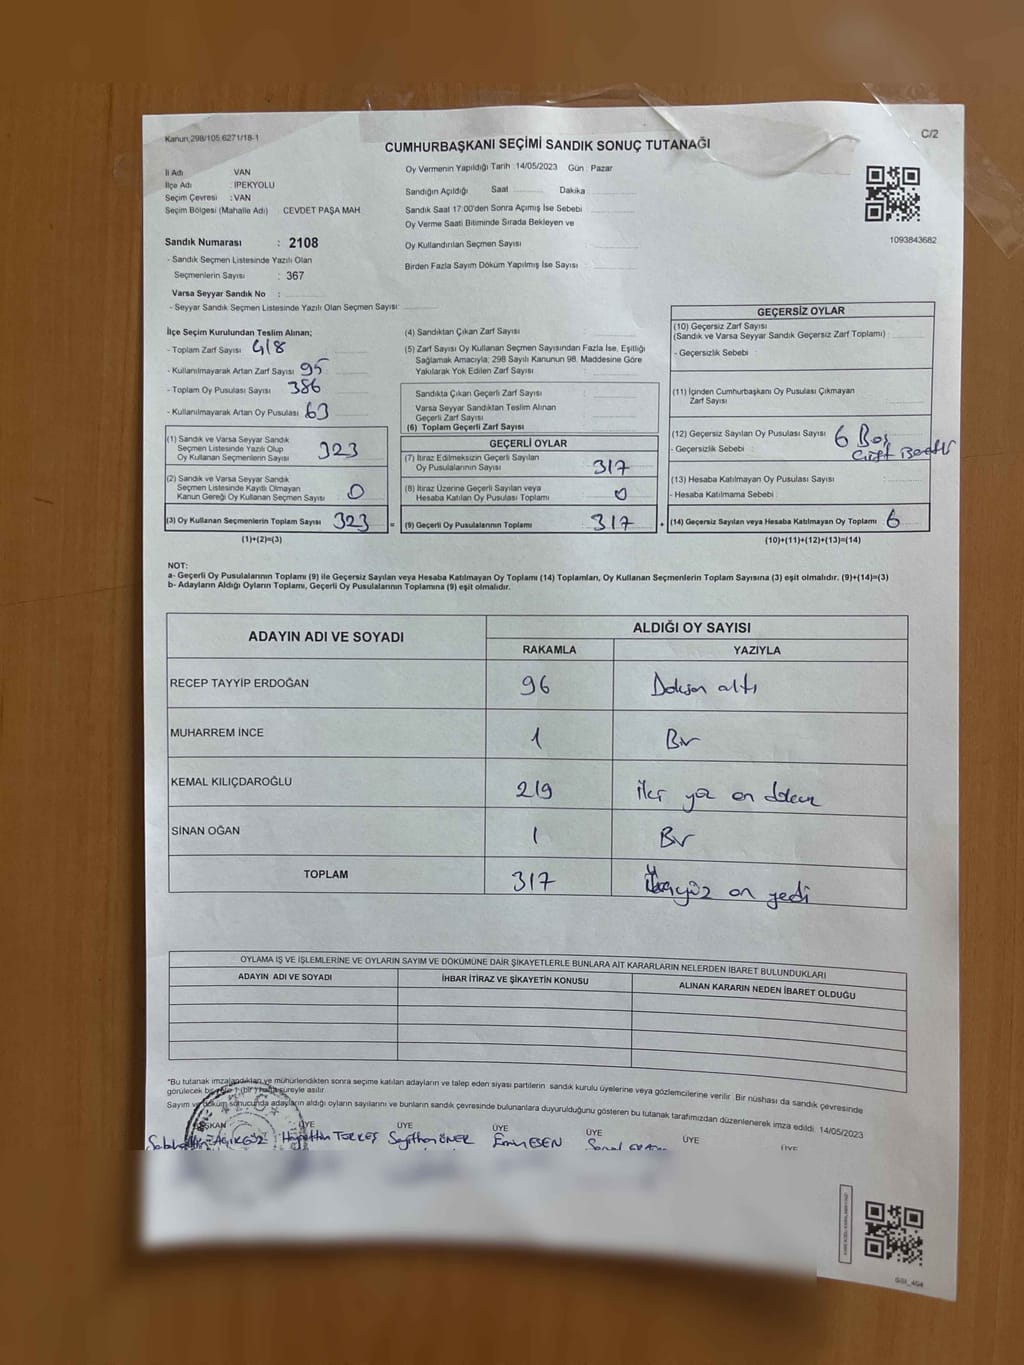 Kanun:298/105.6271/18-1
C/2
CUMHURBAŞKANI SEÇİMİ SANDIK SONUÇ TUTANAĞI
İl Adı VAN
İlçe Adı : İPEKYOLU
Seçim Çevresi : VAN
Seçim Bölgesi (Mahalle Adı) CEVDET PAŞA MAH.
Sandık Numarası : 2108
- Sandık Seçmen Listesinde Yazılı Olan
Seçmenlerin Sayısı : 367
Varsa Seyyar Sandık No :
- Seyyar Sandık Seçmen Listesinde Yazılı Olan Seçmen Sayısı:
Oy Vermenin Yapıldığı Tarih :14/05/2023 Gün : Pazar
Sandığın Açıldığı Saat Dakika
Sandık Saat 17:00'den Sonra Açımış İse Sebebi
Oy Verme Saati Bitiminde Sırada Bekleyen ve
Oy Kullandırılan Seçmen Sayısı
Birden Fazla Sayım Döküm Yapılmış İse Sayısı :
1093843682
İlçe Seçim Kurulundan Teslim Alınan;
- Toplam Zarf Sayısı 418
- Kullanılmayarak Artan Zarf Sayısı 95
- Toplam Oy Pusulası Sayısı 386
- Kullanılmayarak Artan Oy Pusulası 63
(1) Sandık ve Varsa Seyyar Sandık
Seçmen Listesinde Yazılı Olup
Oy Kullanan Seçmenlerin Sayısı 323
(2) Sandık ve Varsa Seyyar Sandık
Seçmen Listesinde Kayıtlı Olmayan
Kanun Gereği Oy Kullanan Seçmen Sayısı 0
(3) Oy Kullanan Seçmenlerin Toplam Sayısı 323 =
(1)+(2)=(3)
(4) Sandıktan Çıkan Zarf Sayısı
(5) Zarf Sayısı Oy Kullanan Seçmen Sayısından Fazla İse, Eşitliği
Sağlamak Amacıyla; 298 Sayılı Kanunun 98. Maddesine Göre
Yakılarak Yok Edilen Zarf Sayısı
Sandıkta Çıkan Geçerli Zarf Sayısı
Varsa Seyyar Sandıktan Teslim Alınan
Geçerli Zarf Sayısı
(6) Toplam Geçerli Zarf Sayısı
GEÇERLİ OYLAR
(7) İtiraz Edilmeksizin Geçerli Sayılan
Oy Pusulalarının Sayısı 317
(8) İtiraz Üzerine Geçerli Sayılan veya
Hesaba Katılan Oy Pusulası Toplamı 0
(9) Geçerli Oy Pusulalarının Toplamı 317 +
GEÇERSİZ OYLAR
(10) Geçersiz Zarf Sayısı
(Sandık ve Varsa Seyyar Sandık Geçersiz Zarf Toplamı) :
- Geçersizlik Sebebi :
(11) İçinden Cumhurbaşkanı Oy Pusulası Çıkmayan
Zarf Sayısı
(12) Geçersiz Sayılan Oy Pusulası Sayısı 6 Boş
- Geçersizlik Sebebi : Çift
(13) Hesaba Katılmayan Oy Pusulası Sayısı :
- Hesaba Katılmama Sebebi :
(14) Geçersiz Sayılan veya Hesaba Katılmayan Oy Toplamı 6
(10)+(11)+(12)+(13)=(14)
NOT:
a- Geçerli Oy Pusulalarının Toplamı (9) ile Geçersiz Sayılan veya Hesaba Katılmayan Oy Toplamı (14) Toplamları, Oy Kullanan Seçmenlerin Toplam Sayısına (3) eşit olmalıdır. (9)+(14)=(3)
b- Adayların Aldığı Oyların Toplamı, Geçerli Oy Pusulalarının Toplamına (9) eşit olmalıdır.
ADAYIN ADI VE SOYADI ALDIĞI OY SAYISI
RAKAMLA YAZIYLA
RECEP TAYYİP ERDOĞAN 96 Doksan altı
MUHARREM İNCE 1 Bir
KEMAL KILIÇDAROĞLU 219 iki yüz on dokuz
SİNAN OĞAN 1 Bir
TOPLAM 317 Üçyüz on yedi
OYLAMA İŞ VE İŞLEMLERİNE VE OYLARIN SAYIM VE DÖKÜMÜNE DAİR ŞİKAYETLERLE BUNLARA AİT KARARLARIN NELERDEN İBARET BULUNDUKLARI
ADAYIN ADI VE SOYADI İHBAR İTİRAZ VE ŞİKAYETİN KONUSU ALINAN KARARIN NEDEN İBARET OLDUĞU
"Bu tutanak imzalandıktan ve mühürlendikten sonra seçime katılan adayların ve talep eden siyasi partilerin sandık kurulu üyelerine veya gözlemcilerine verilir. Bir nüshası da sandık çevresinde
görülecek bir yere 1 (bir) hafta süreyle asılır.
Sayım ve döküm sonucunda adayların aldığı oyların sayılarını ve bunların sandık çevresinde bulunanlara duyurulduğunu gösteren bu tutanak tarafımızdan düzenlenerek imza edildi. 14/05/2023
BAŞKAN ÜYE ÜYE ÜYE ÜYE ÜYE ÜYE
AÇIKGÖZ Hayrettin TERKEŞ Seyithan ÖNER Emin ESEN
GSI_404